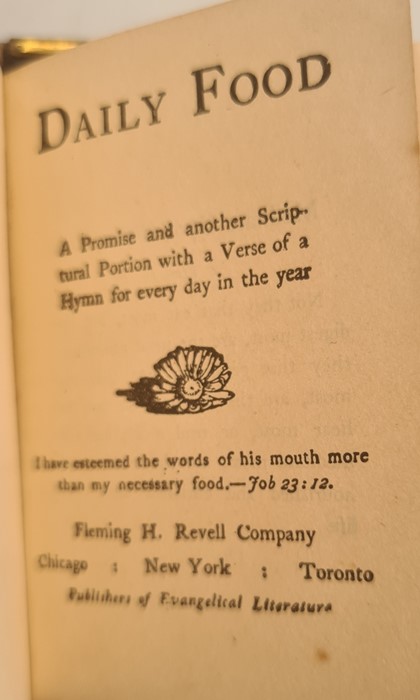 DAILY FOOD
A Promise and another Scrip-
tural Portion with a Verse of a
Hymn for every day in the year
I have esteemed the words of his mouth more
than my necessary food.—Job 23:12.
Fleming H. Revell Company
Chicago : New York : Toronto
Publishers of Evangelical Literature